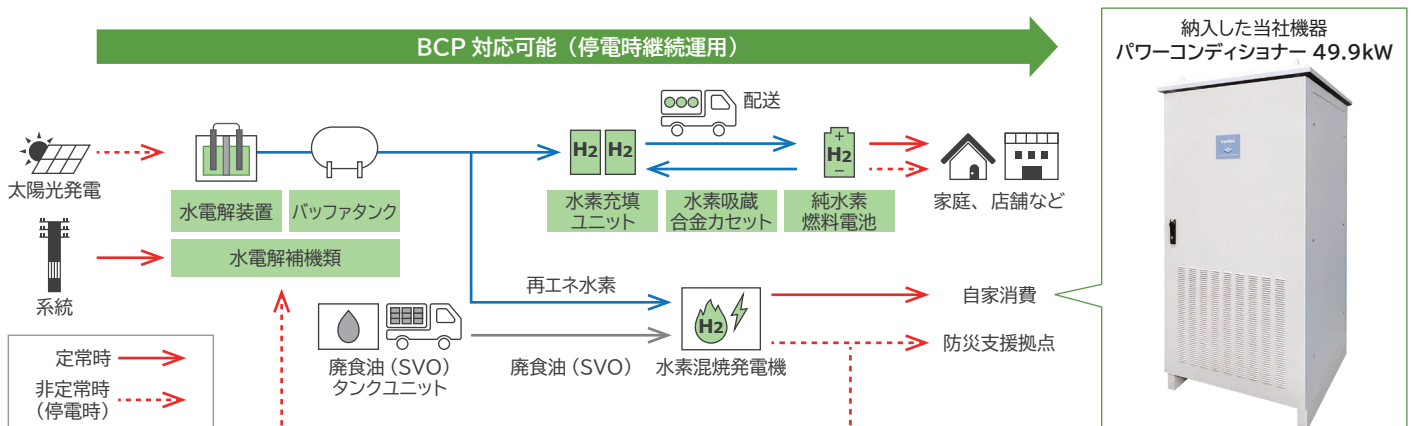 BCP 対応可能（停電時継続運用）
納入した当社機器
パワーコンディショナー 49.9kW
配送
H2 H2
H2
太陽光発電
水電解装置
バッファタンク
水素充填
ユニット
水素吸蔵
合金カセット
純水素
燃料電池
家庭、店舗など
水電解補機類
系統
再エネ水素
H2
自家消費
廃食油（SVO）
タンクユニット
廃食油（SVO）
水素混焼発電機
防災支援拠点
定常時
非定常時
（停電時）